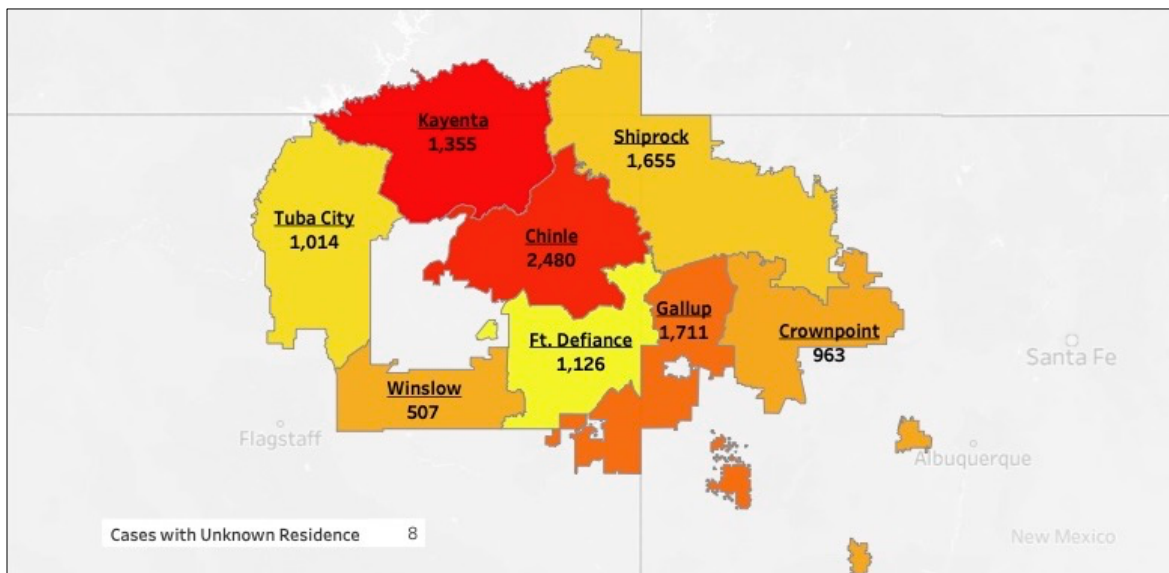 Kayenta
1,355
Shiprock
1,655
Tuba City
1,014
Chinle
2,480
Gallup
1,711
Crownpoint
963
Ft. Defiance
1,126
Winslow
507
Santa Fe
Flagstaff
Albuquerque
Cases with Unknown Residence 8
New Mexico